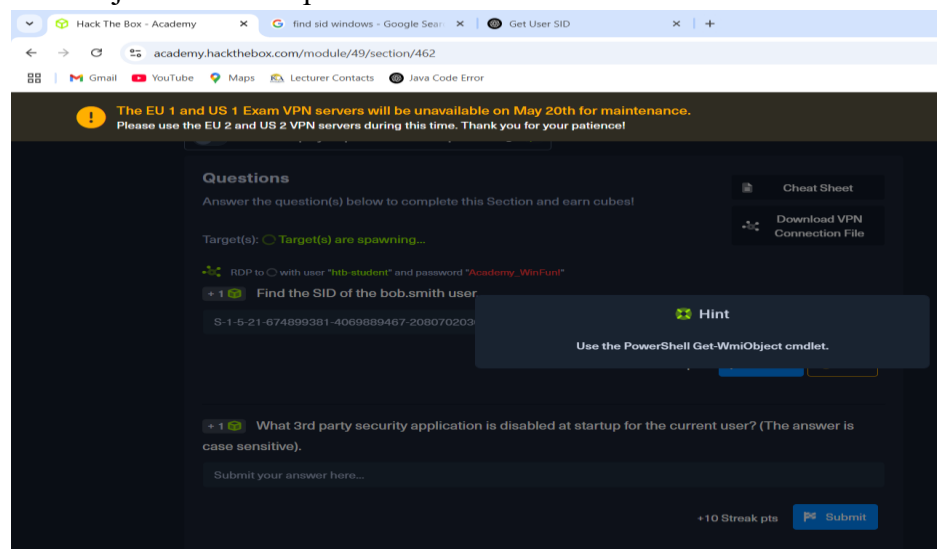 Hack The Box - Academy
find sid windows - Google Sear
Get User SID
academy.hackthebox.com/module/49/section/462
Gmail YouTube Maps Lecturer Contacts Java Code Error
The EU 1 and US 1 Exam VPN servers will be unavailable on May 20th for maintenance.
Please use the EU 2 and US 2 VPN servers during this time. Thank you for your patience!
Questions
Cheat Sheet
Answer the question(s) below to complete this Section and earn cubes!
Download VPN
Connection File
Target(s): Target(s) are spawning...
RDP to with user "htb-student" and password "Academy_WinFun!"
+ 1 Find the SID of the bob.smith user
S-1-5-21-674899381-4069889467-208070203
Hint
Use the PowerShell Get-WmiObject cmdlet.
+ 1 What 3rd party security application is disabled at startup for the current user? (The answer is
case sensitive).
Submit your answer here...
+10 Streak pts Submit